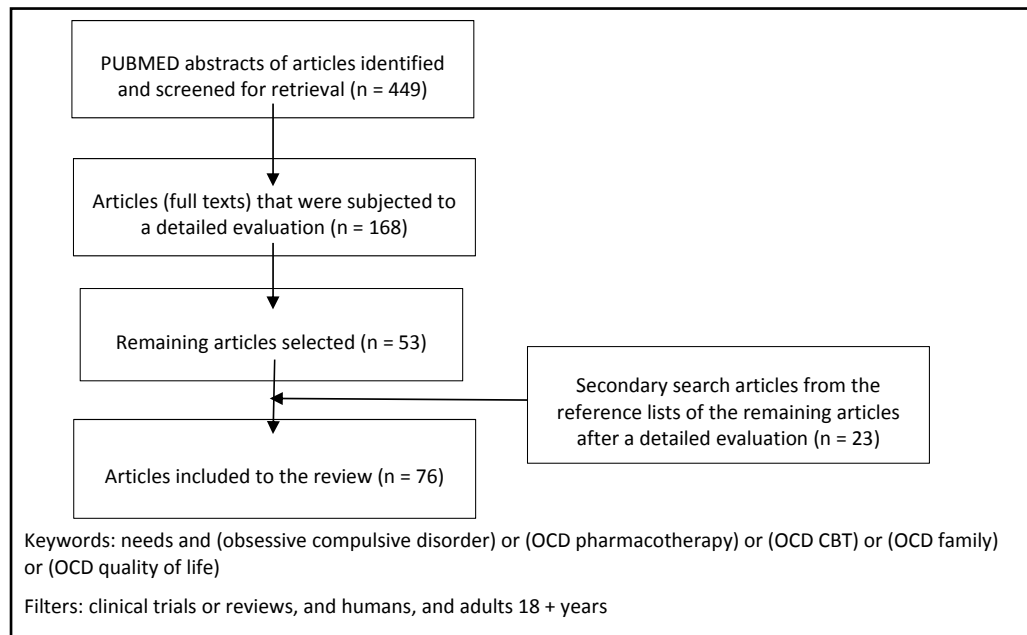 PUBMED abstracts of articles identified
and screened for retrieval (n = 449)
Articles (full texts) that were subjected to
a detailed evaluation (n = 168)
Remaining articles selected (n = 53)
Secondary search articles from the
reference lists of the remaining articles
after a detailed evaluation (n = 23)
Articles included to the review (n = 76)
Keywords: needs and (obsessive compulsive disorder) or (OCD pharmacotherapy) or (OCD CBT) or (OCD family)
or (OCD quality of life)
Filters: clinical trials or reviews, and humans, and adults 18 + years